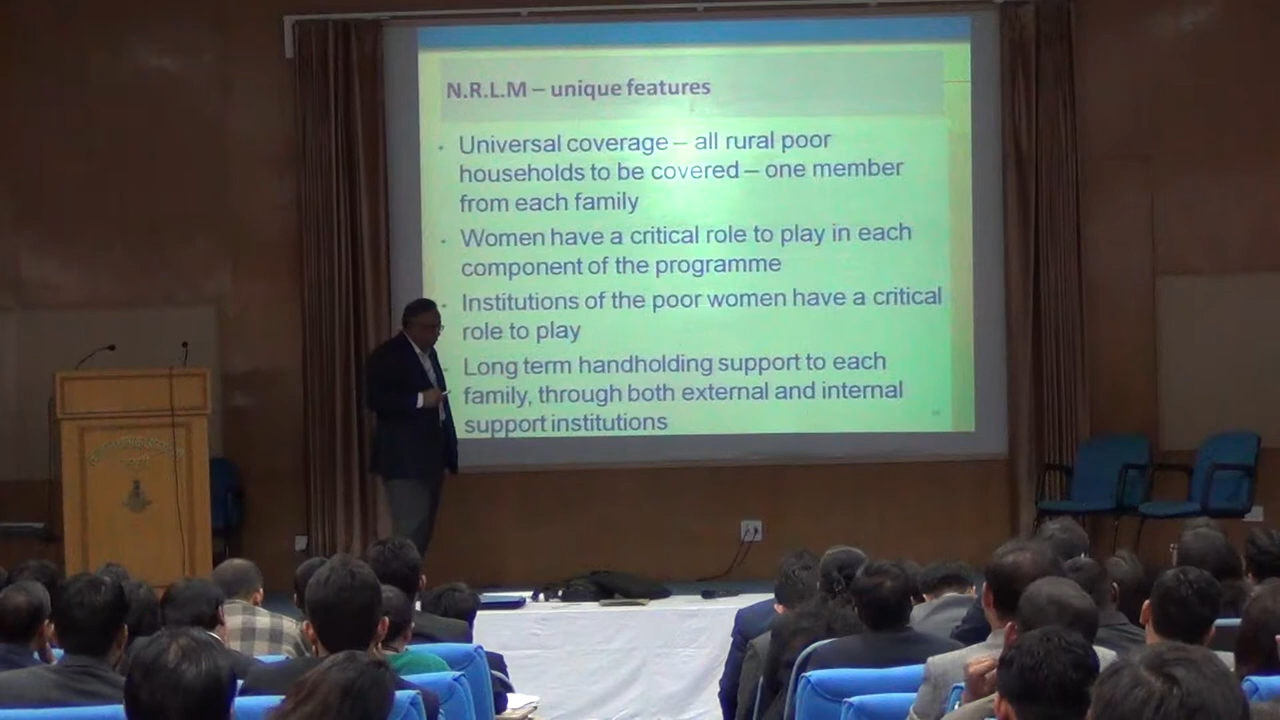 N.R.L.M – unique features
Universal coverage – all rural poor
households to be covered – one member
from each family
Women have a critical role to play in each
component of the programme
Institutions of the poor women have a critical
role to play
Long term handholding support to each
family, through both external and internal
support institutions